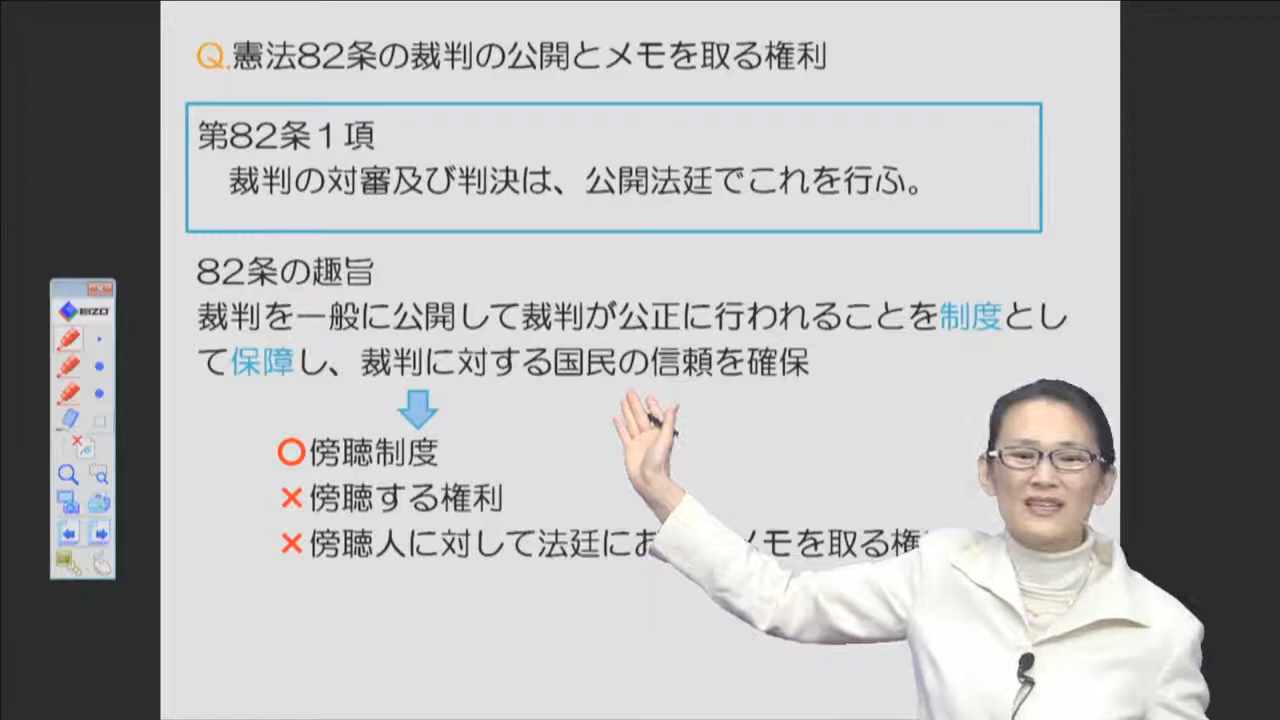 Q.憲法82条の裁判の公開とメモを取る権利
第82条１項
裁判の対審及び判決は、公開法廷でこれを行ふ。
82条の趣旨
裁判を一般に公開して裁判が公正に行われることを制度とし
て保障し、裁判に対する国民の信頼を確保
○傍聴制度
×傍聴する権利
×傍聴人に対して法廷にお メモを取る権
EIZO